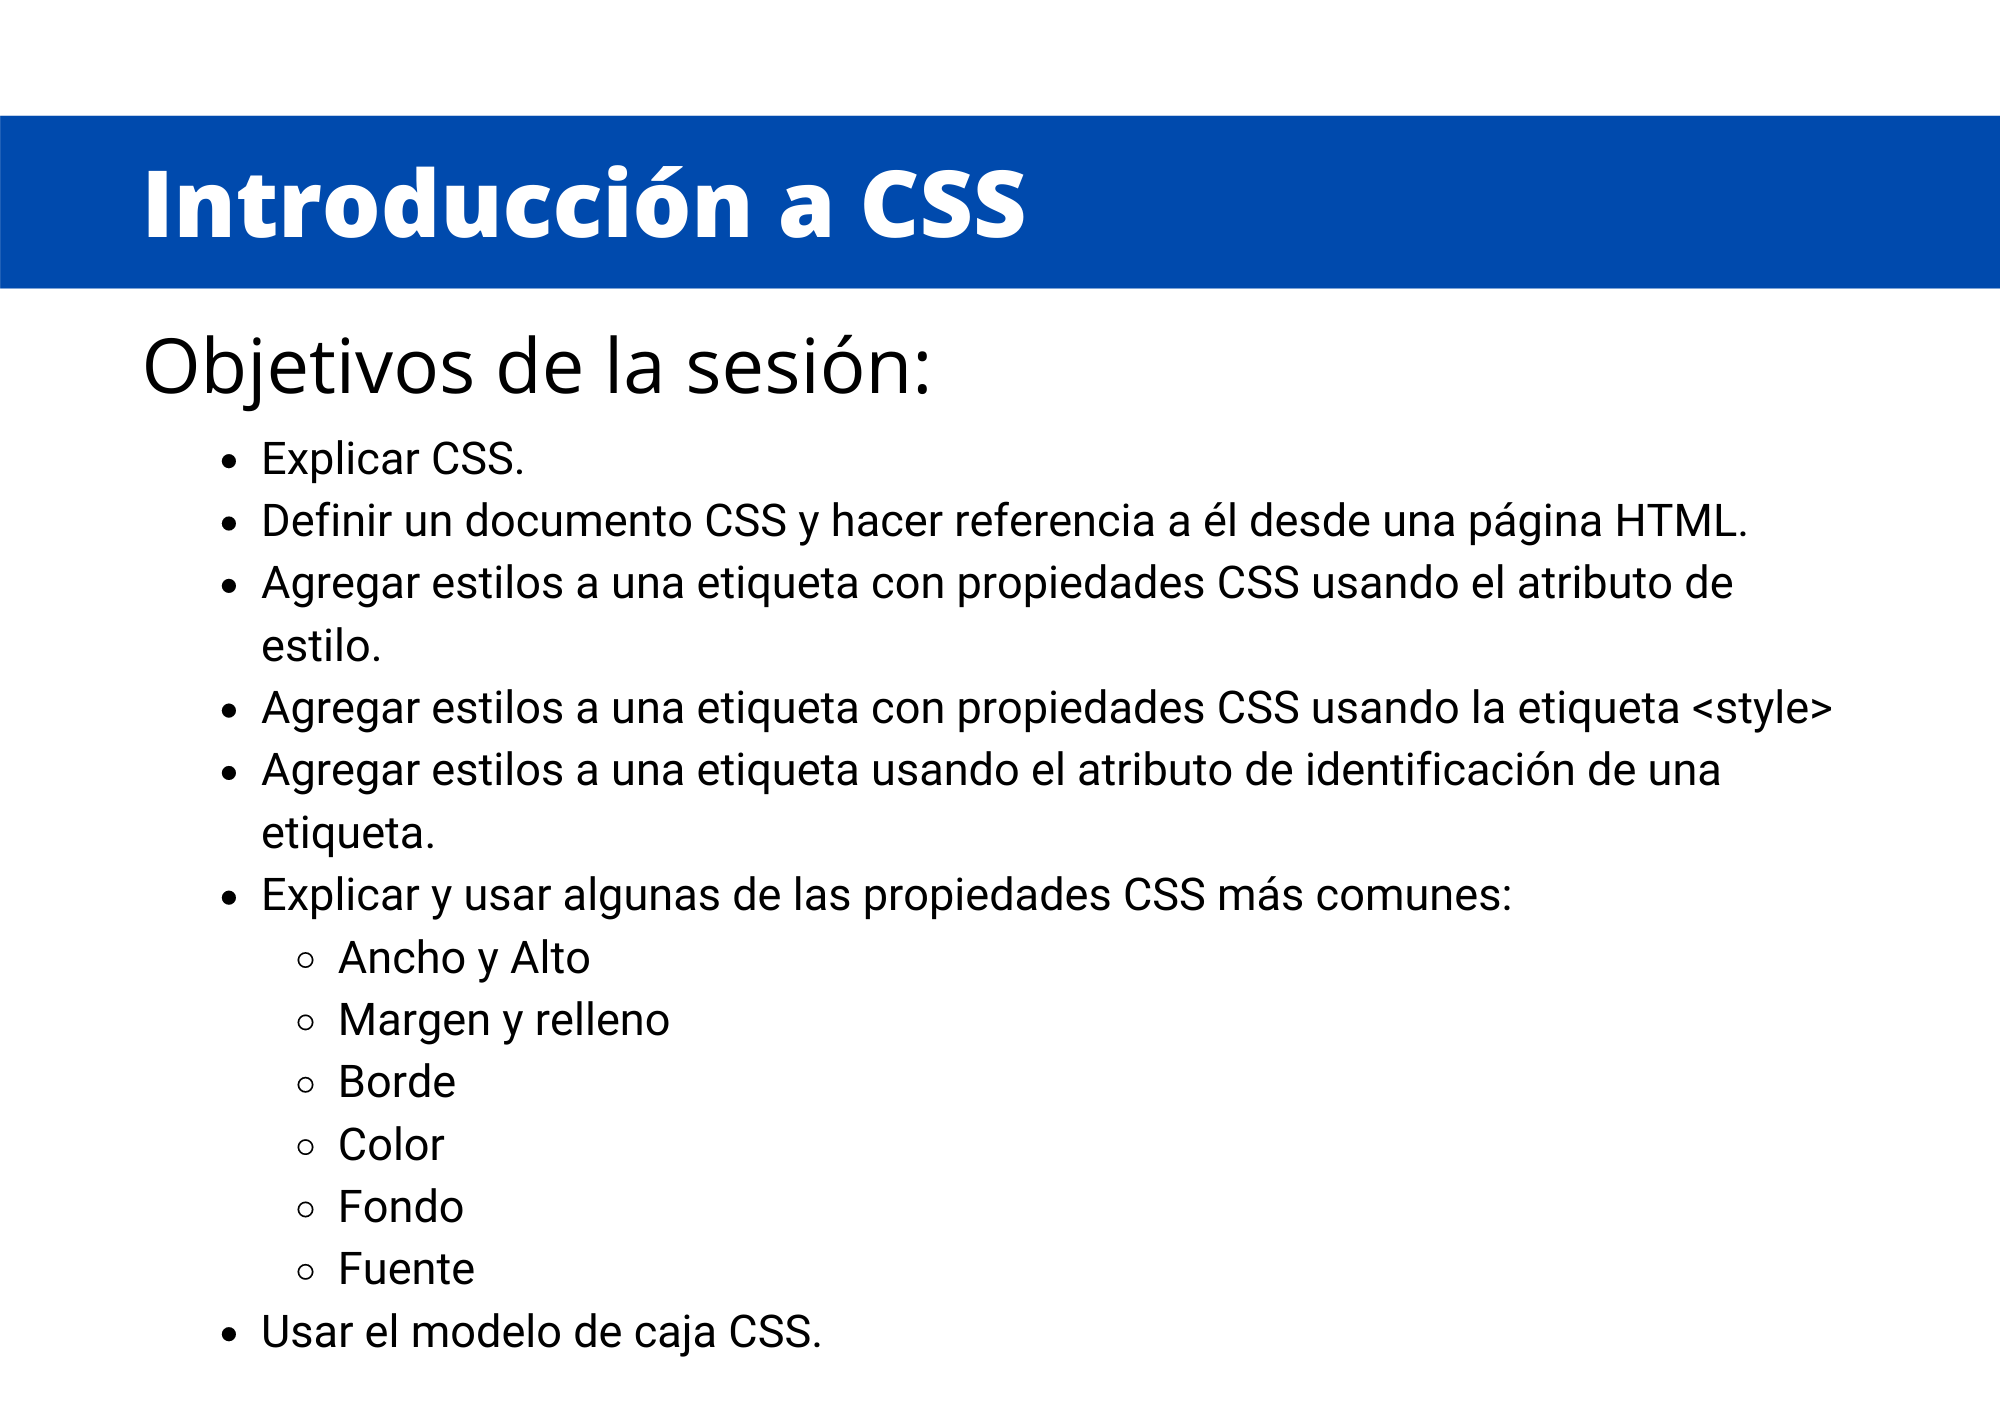 Introducción a CSS
Objetivos de la sesión:
• Explicar CSS.
• Definir un documento CSS y hacer referencia a él desde una página HTML.
• Agregar estilos a una etiqueta con propiedades CSS usando el atributo de
estilo.
• Agregar estilos a una etiqueta con propiedades CSS usando la etiqueta <style>
• Agregar estilos a una etiqueta usando el atributo de identificación de una
etiqueta.
• Explicar y usar algunas de las propiedades CSS más comunes:
◦ Ancho y Alto
◦ Margen y relleno
◦ Borde
◦ Color
◦ Fondo
◦ Fuente
• Usar el modelo de caja CSS.